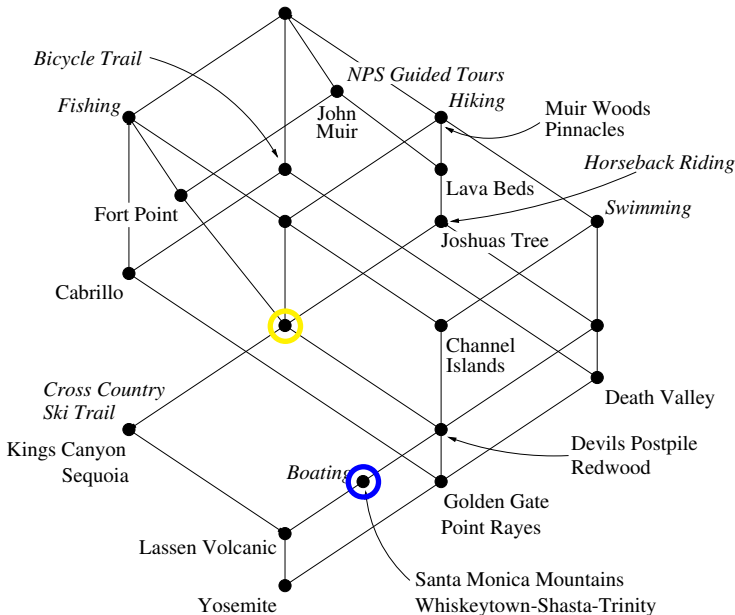 Bicycle Trail
NPS Guided Tours
Fishing
Hiking
John
Muir
Muir Woods
Pinnacles
Horseback Riding
Lava Beds
Fort Point
Swimming
Joshuas Tree
Cabrillo
Channel
Islands
Cross Country
Ski Trail
Death Valley
Kings Canyon
Sequoia
Devils Postpile
Redwood
Boating
Golden Gate
Point Rayes
Lassen Volcanic
Santa Monica Mountains
Whiskeytown-Shasta-Trinity
Yosemite